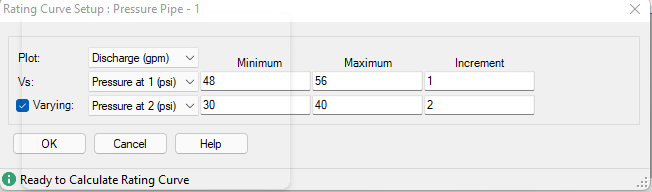 Rating Curve Setup : Pressure Pipe - 1
Plot: Discharge (gpm) Minimum Maximum Increment
Vs: Pressure at 1 (psi) 48 56 1
Varying: Pressure at 2 (psi) 30 40 2
OK Cancel Help
Ready to Calculate Rating Curve